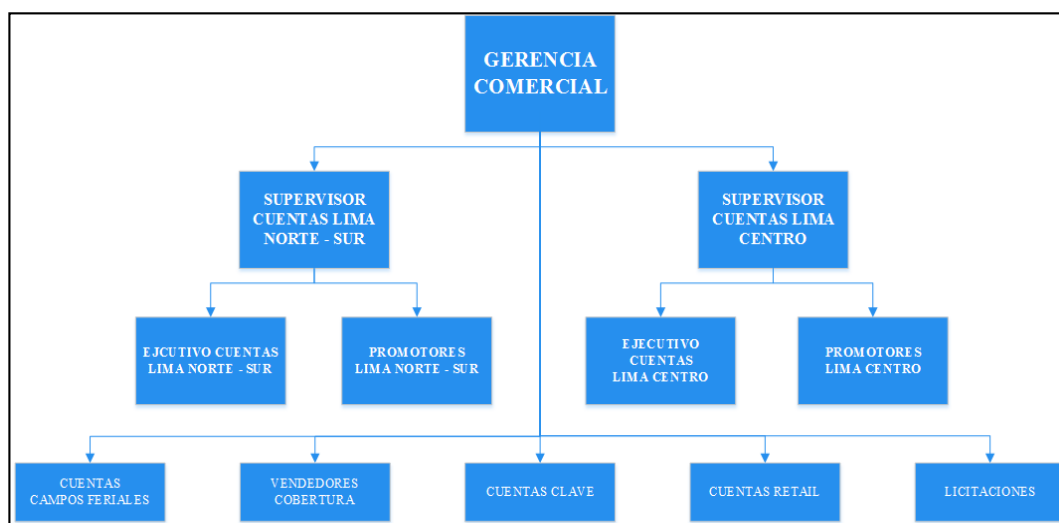 GERENCIA
COMERCIAL
SUPERVISOR
CUENTAS LIMA
NORTE - SUR
SUPERVISOR
CUENTAS LIMA
CENTRO
EJCUTIVO CUENTAS
LIMA NORTE - SUR
PROMOTORES
LIMA NORTE - SUR
EJECUTIVO
CUENTAS
LIMA CENTRO
PROMOTORES
LIMA CENTRO
CUENTAS
CAMPOS FERIALES
VENDEDORES
COBERTURA
CUENTAS CLAVE
CUENTAS RETAIL
LICITACIONES